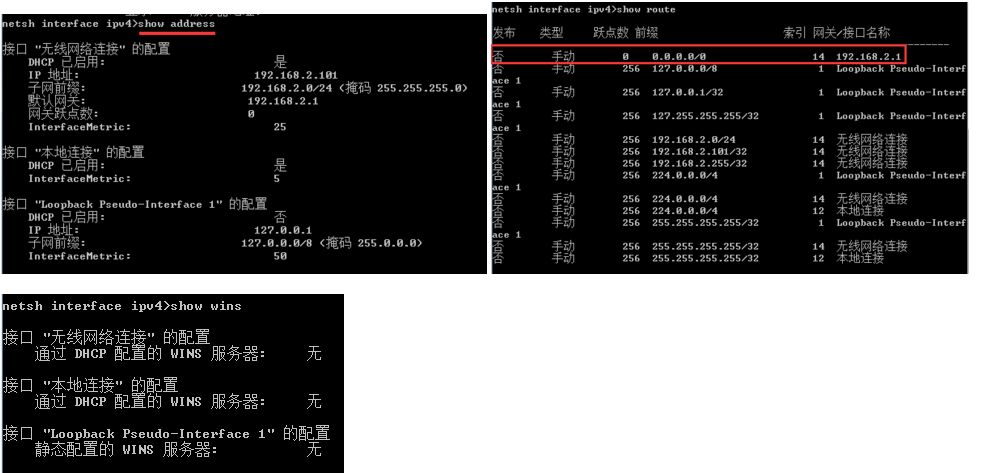 netsh interface ipv4>show address
接口 "无线网络连接" 的配置
DHCP 已启用: 是
IP 地址: 192.168.2.101
子网前缀: 192.168.2.0/24 (掩码 255.255.255.0)
默认网关: 192.168.2.1
网关跃点数: 0
InterfaceMetric: 25
接口 "本地连接" 的配置
DHCP 已启用: 是
InterfaceMetric: 5
接口 "Loopback Pseudo-Interface 1" 的配置
DHCP 已启用: 否
IP 地址: 127.0.0.1
子网前缀: 127.0.0.0/8 (掩码 255.0.0.0)
InterfaceMetric: 50
netsh interface ipv4>show route
发布 类型 跃点数 前缀 索引 网关/接口名称
否 手动 0 0.0.0.0/0 14 192.168.2.1
否 手动 256 127.0.0.0/8 1 Loopback Pseudo-Interf
ace 1
否 手动 256 127.0.0.1/32 1 Loopback Pseudo-Interf
ace 1
否 手动 256 127.255.255.255/32 1 Loopback Pseudo-Interf
ace 1
否 手动 256 192.168.2.0/24 14 无线网络连接
否 手动 256 192.168.2.101/32 14 无线网络连接
否 手动 256 192.168.2.255/32 14 无线网络连接
否 手动 256 224.0.0.0/4 1 Loopback Pseudo-Interf
ace 1
否 手动 256 224.0.0.0/4 14 无线网络连接
否 手动 256 224.0.0.0/4 12 本地连接
否 手动 256 255.255.255.255/32 1 Loopback Pseudo-Interf
ace 1
否 手动 256 255.255.255.255/32 14 无线网络连接
否 手动 256 255.255.255.255/32 12 本地连接
netsh interface ipv4>show wins
接口 "无线网络连接" 的配置
通过 DHCP 配置的 WINS 服务器: 无
接口 "本地连接" 的配置
通过 DHCP 配置的 WINS 服务器: 无
接口 "Loopback Pseudo-Interface 1" 的配置
静态配置的 WINS 服务器: 无